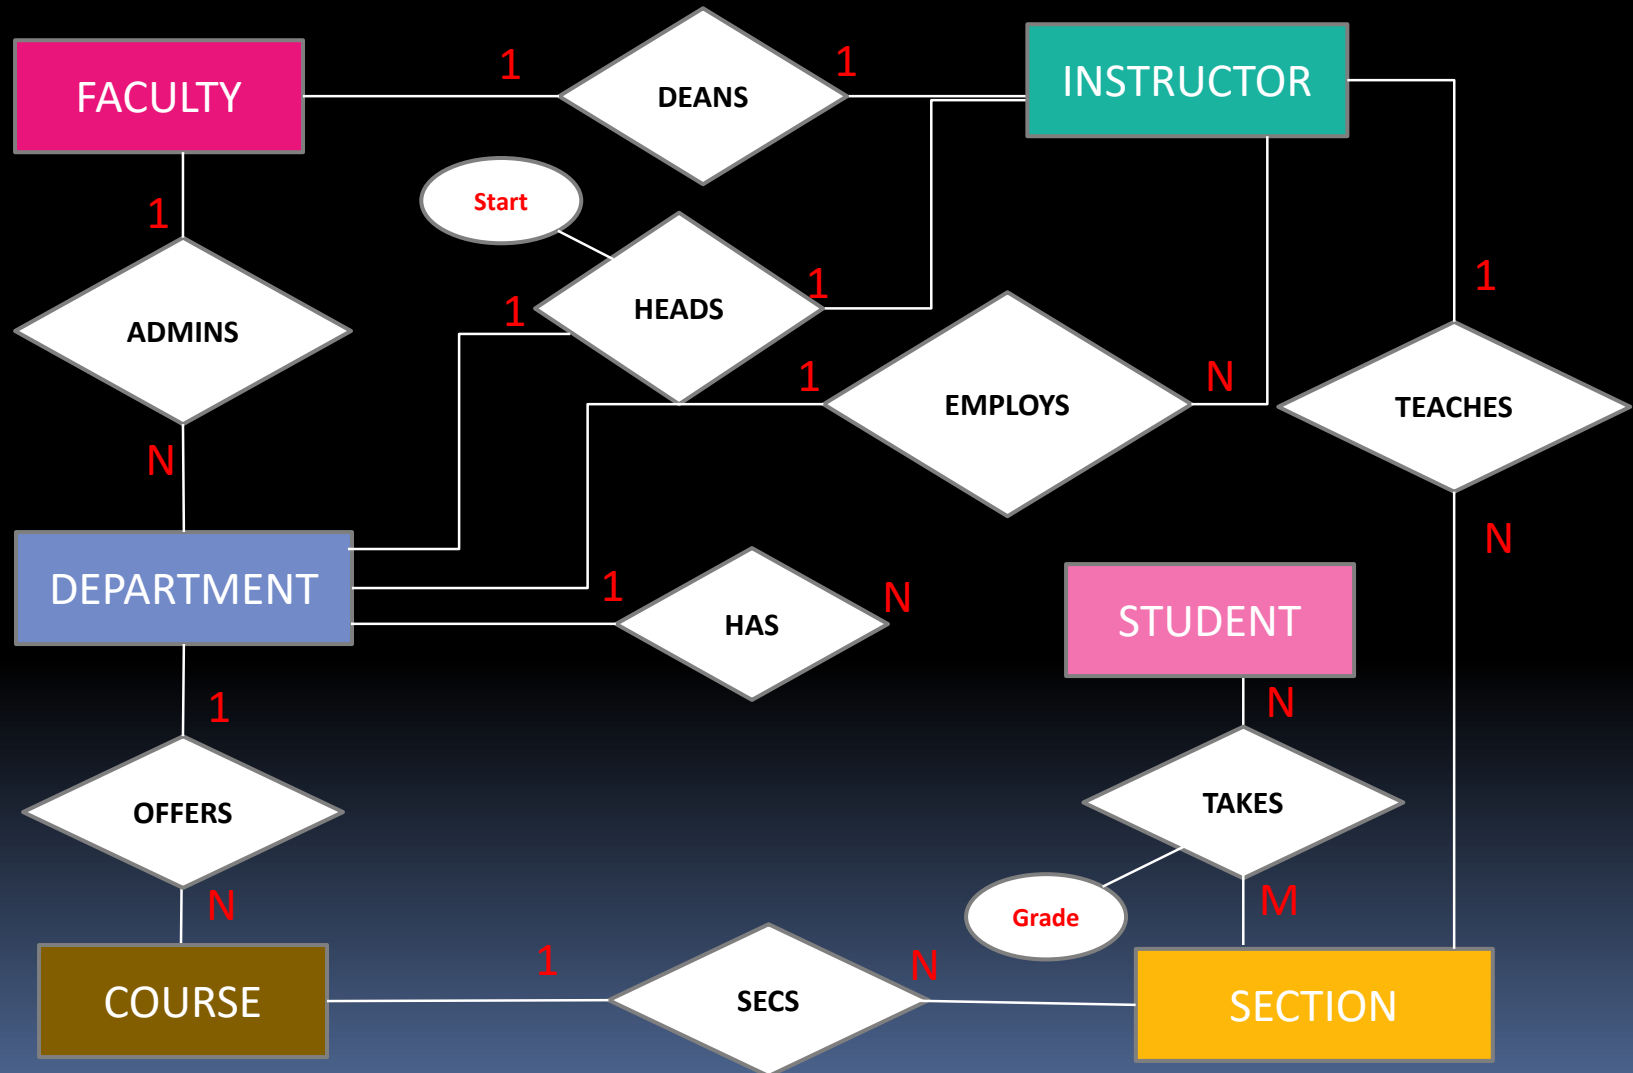 FACULTY
1
DEANS
1
INSTRUCTOR
1
Start
1
HEADS
1
1
ADMINS
1
EMPLOYS
N
TEACHES
N
N
DEPARTMENT
1
HAS
N
STUDENT
1
N
OFFERS
TAKES
N
M
Grade
COURSE
1
SECS
N
SECTION